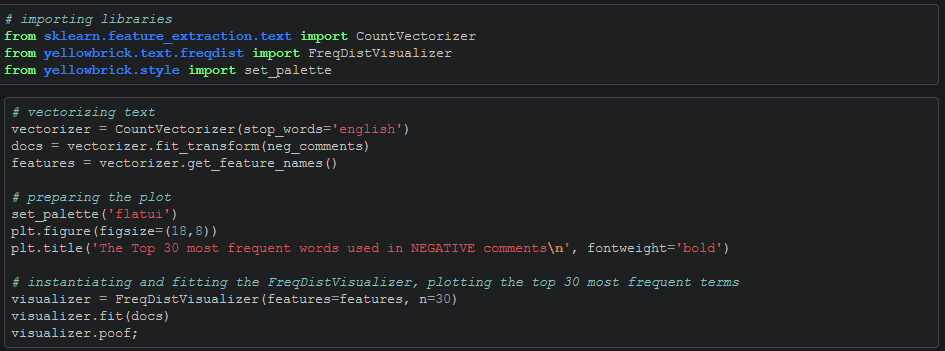 # importing libraries
from sklearn.feature_extraction.text import CountVectorizer
from yellowbrick.text.freqdist import FreqDistVisualizer
from yellowbrick.style import set_palette
# vectorizing text
vectorizer = CountVectorizer(stop_words='english')
docs = vectorizer.fit_transform(neg_comments)
features = vectorizer.get_feature_names()
# preparing the plot
set_palette('flatui')
plt.figure(figsize=(18,8))
plt.title('The Top 30 most frequent words used in NEGATIVE comments\n', fontweight='bold')
# instantiating and fitting the FreqDistVisualizer, plotting the top 30 most frequent terms
visualizer = FreqDistVisualizer(features=features, n=30)
visualizer.fit(docs)
visualizer.poof;